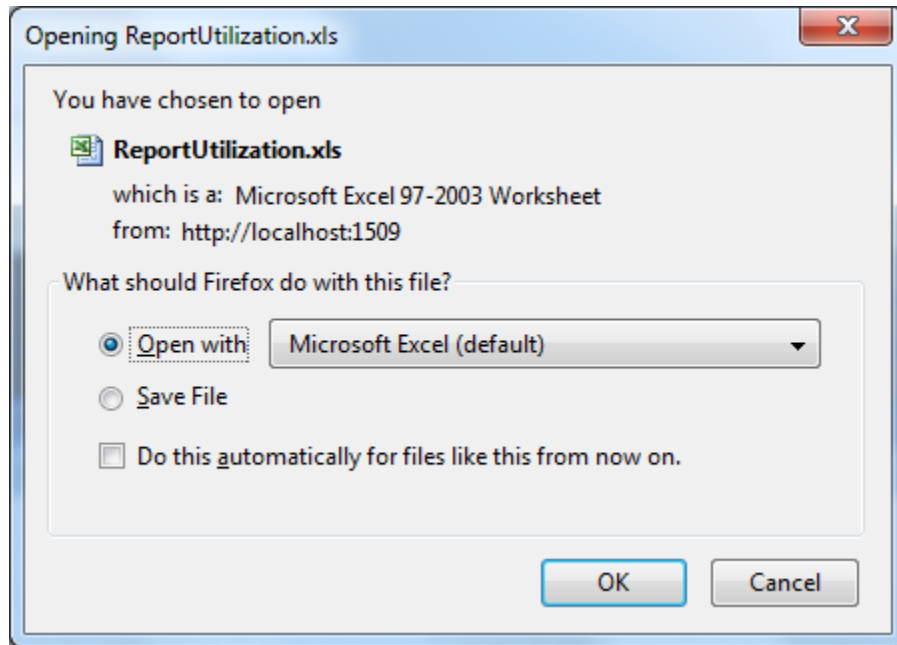 Opening ReportUtilization.xls
You have chosen to open
ReportUtilization.xls
which is a: Microsoft Excel 97-2003 Worksheet
from: http://localhost:1509
What should Firefox do with this file?
Open with Microsoft Excel (default)
Save File
Do this automatically for files like this from now on.
OK Cancel